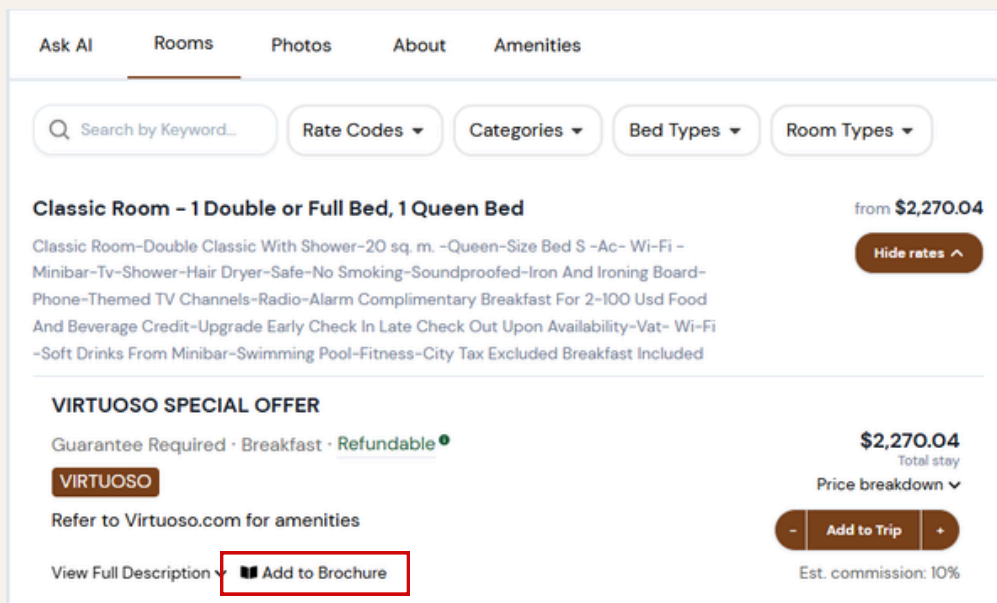 Ask AI
Rooms
Photos
About
Amenities
Search by Keyword...
Rate Codes
Categories
Bed Types
Room Types
Classic Room - 1 Double or Full Bed, 1 Queen Bed
from $2,270.04
Hide rates
Classic Room-Double Classic With Shower-20 sq. m. -Queen-Size Bed S -Ac- Wi-Fi -
Minibar-Tv-Shower-Hair Dryer-Safe-No Smoking-Soundproofed-Iron And Ironing Board-
Phone-Themed TV Channels-Radio-Alarm Complimentary Breakfast For 2-100 Usd Food
And Beverage Credit-Upgrade Early Check In Late Check Out Upon Availability-Vat- Wi-Fi
-Soft Drinks From Minibar-Swimming Pool-Fitness-City Tax Excluded Breakfast Included
VIRTUOSO SPECIAL OFFER
Guarantee Required · Breakfast · Refundable
$2,270.04
Total stay
VIRTUOSO
Price breakdown
Refer to Virtuoso.com for amenities
- Add to Trip +
View Full Description
Add to Brochure
Est. commission: 10%